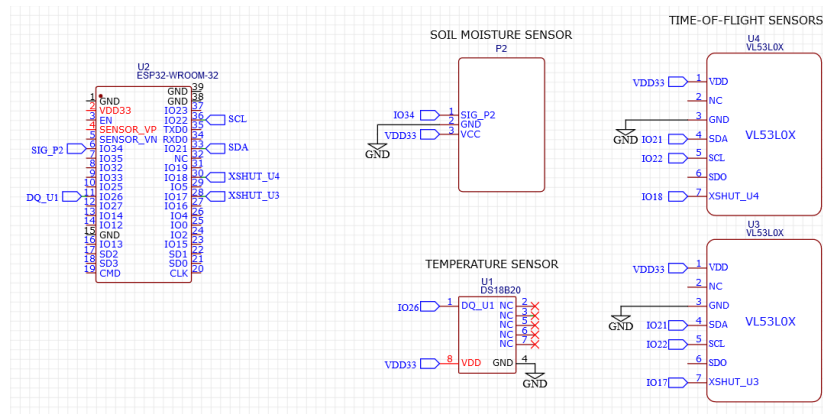 TIME-OF-FLIGHT SENSORS
SOIL MOISTURE SENSOR
P2
U4
VL53L0X
U2
ESP32-WROOM-32
1 GND
2 VDD33
3 EN
4 SENSOR_VP
5 SENSOR_VN
SIG_P2 6 IO34
7 IO35
8 IO32
9 IO33
10 IO25
DQ_U1 11 IO26
12 IO27
13 IO14
14 IO12
15 GND
16 IO13
17 SD2
18 SD3
19 CMD
GND 39
GND 38
IO23 37
IO22 36 SCL
TXD0 35
RXD0 34
IO21 33 SDA
NC 32
IO19 31
IO18 30 XSHUT_U4
IO5 29
IO17 28 XSHUT_U3
IO16 27
IO4 26
IO0 25
IO2 24
IO15 23
SD1 22
SD0 21
CLK 20
IO34 1 SIG_P2
2 GND
VDD33 3 VCC
GND
VDD33 1 VDD
2 NC
3 GND
GND
IO21 4 SDA
VL53L0X
IO22 5 SCL
6 SDO
IO18 7 XSHUT_U4
TEMPERATURE SENSOR
U1
DS18B20
IO26 1 DQ_U1
NC 2
NC 3
NC 5
NC 6
NC 7
VDD33 8 VDD
GND 4
GND
U3
VL53L0X
VDD33 1 VDD
2 NC
3 GND
GND
IO21 4 SDA
VL53L0X
IO22 5 SCL
6 SDO
IO17 7 XSHUT_U3